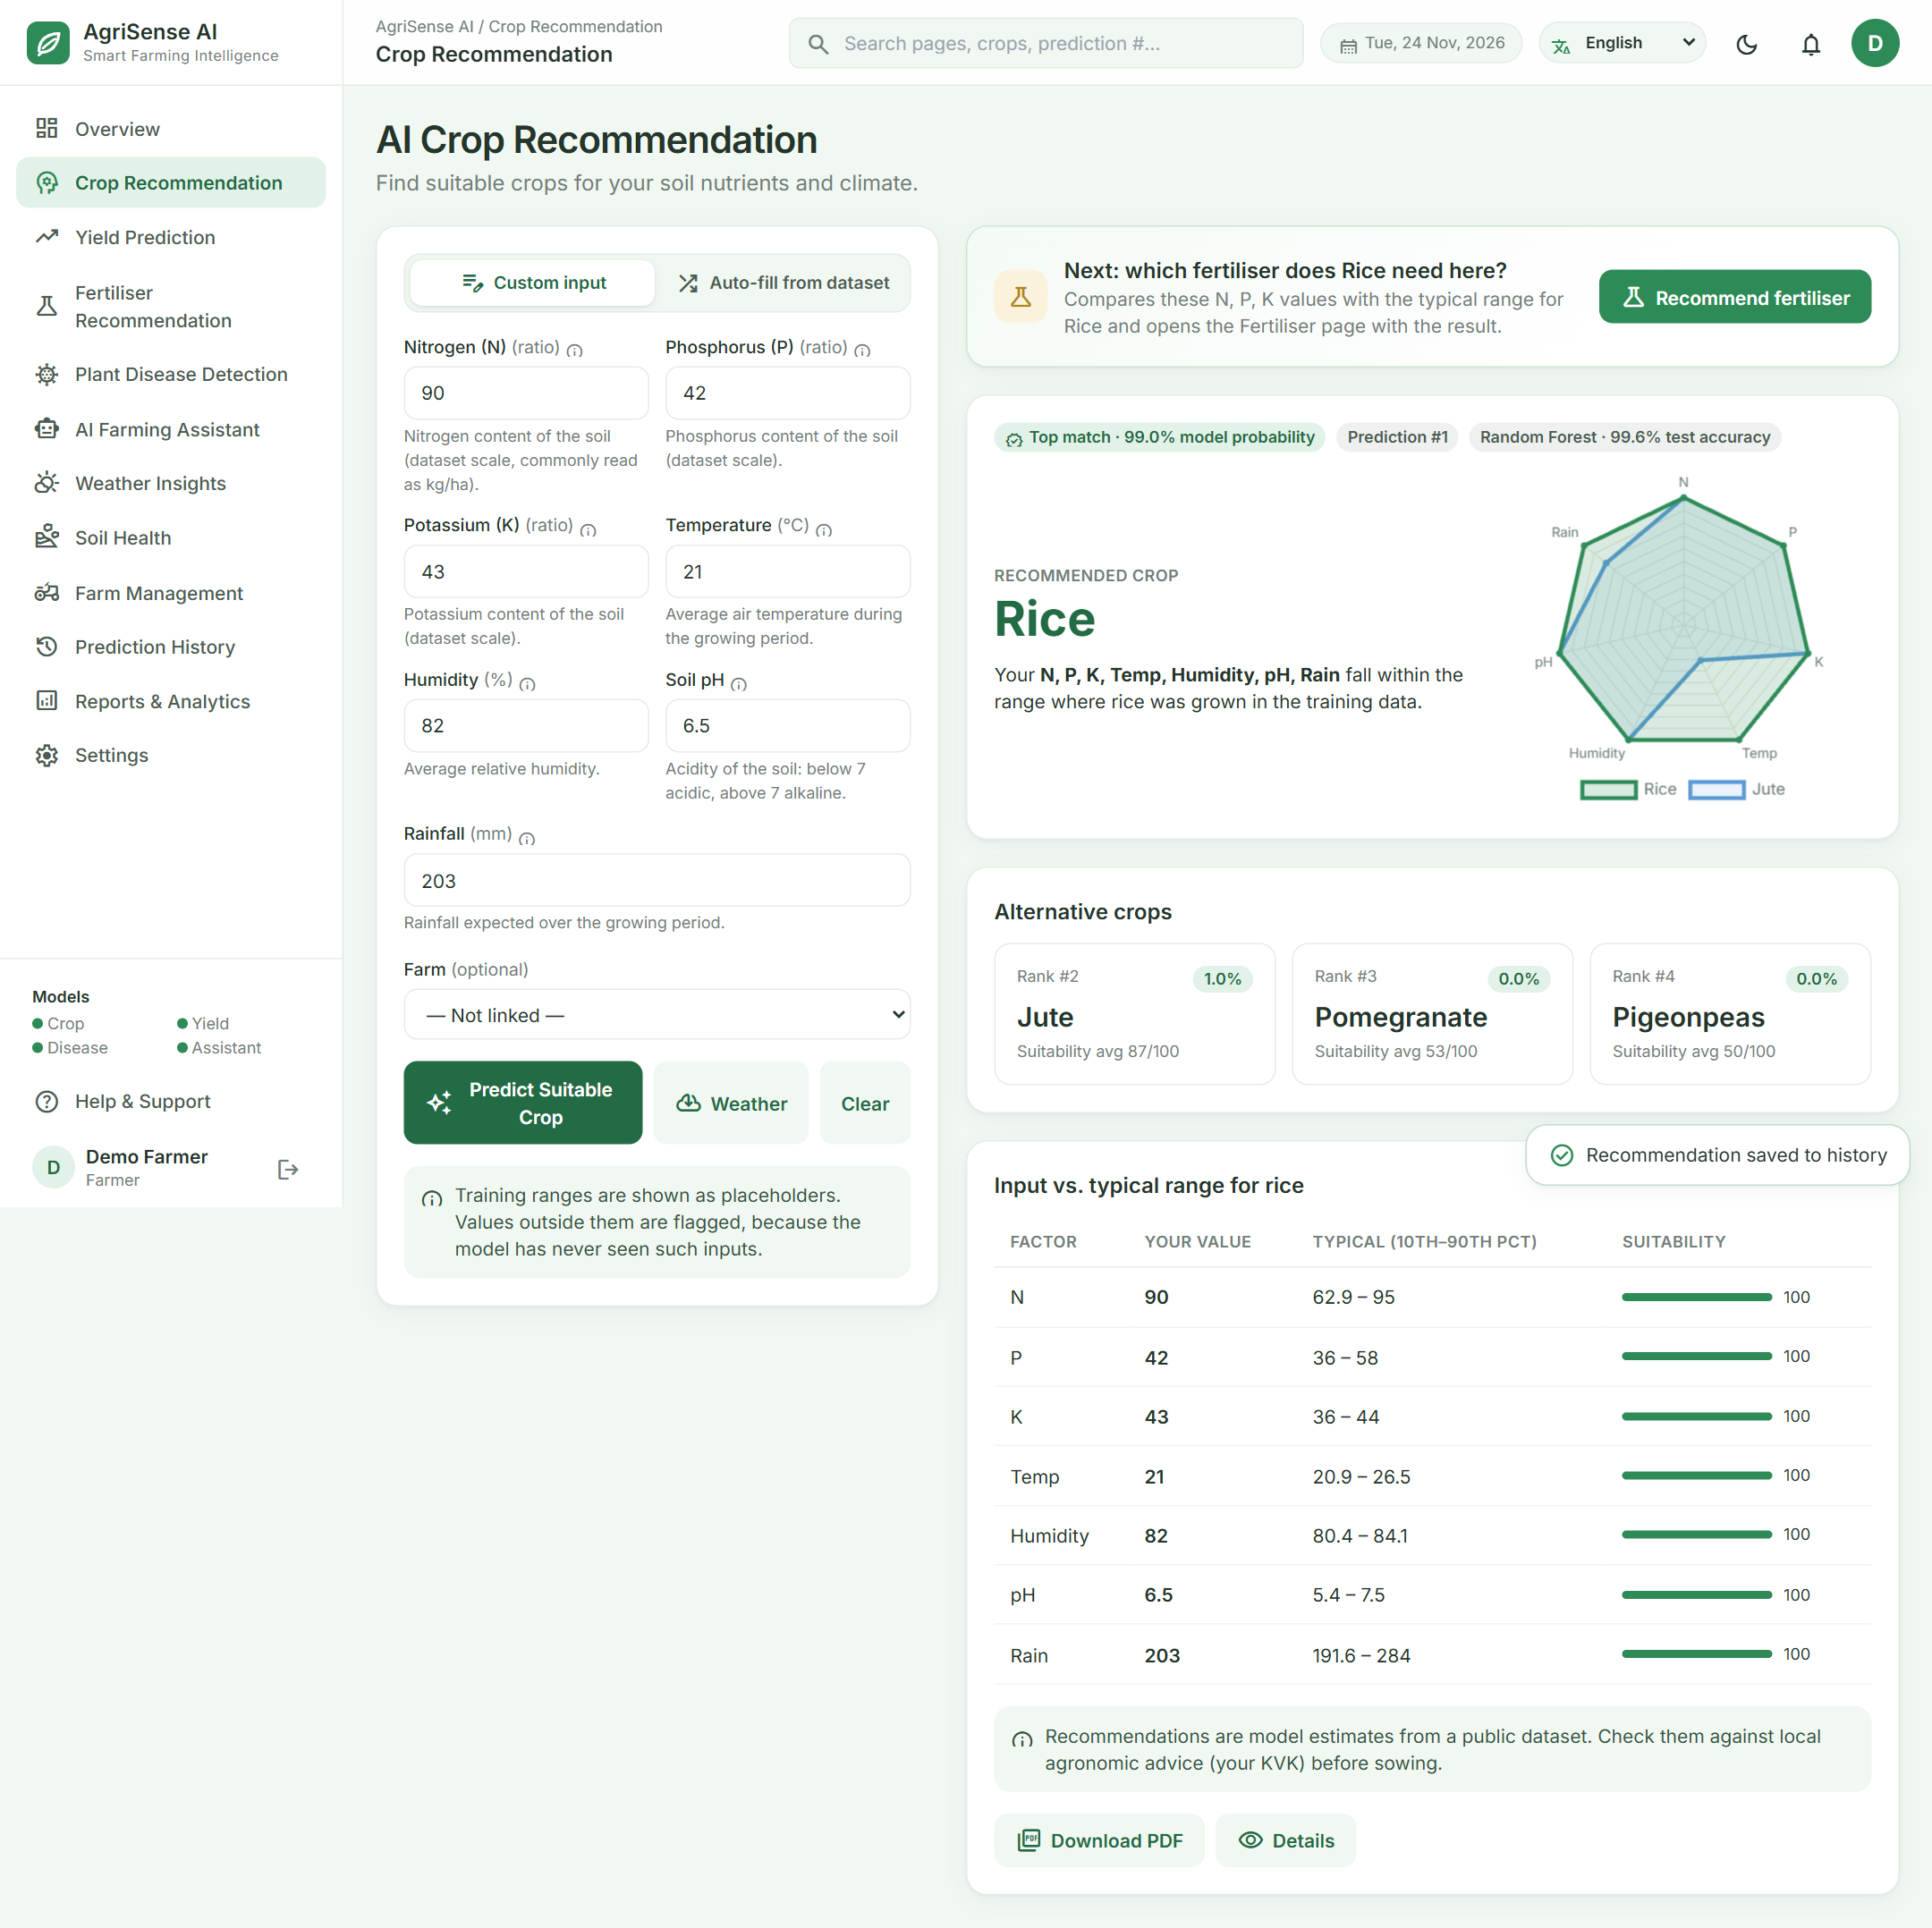 AgriSense AI
Smart Farming Intelligence
AgriSense AI / Crop Recommendation
Crop Recommendation
Search pages, crops, prediction #...
Tue, 24 Nov, 2026
English
D
Overview
Crop Recommendation
Yield Prediction
Fertiliser
Recommendation
Plant Disease Detection
AI Farming Assistant
Weather Insights
Soil Health
Farm Management
Prediction History
Reports & Analytics
Settings
Models
Crop
Yield
Disease
Assistant
Help & Support
D
Demo Farmer
Farmer
AI Crop Recommendation
Find suitable crops for your soil nutrients and climate.
Custom input
Auto-fill from dataset
Nitrogen (N) (ratio)
90
Nitrogen content of the soil
(dataset scale, commonly read
as kg/ha).
Phosphorus (P) (ratio)
42
Phosphorus content of the soil
(dataset scale).
Potassium (K) (ratio)
43
Potassium content of the soil
(dataset scale).
Temperature (°C)
21
Average air temperature during
the growing period.
Humidity (%)
82
Average relative humidity.
Soil pH
6.5
Acidity of the soil: below 7
acidic, above 7 alkaline.
Rainfall (mm)
203
Rainfall expected over the growing period.
Farm (optional)
— Not linked —
Predict Suitable
Crop
Weather
Clear
Training ranges are shown as placeholders.
Values outside them are flagged, because the
model has never seen such inputs.
Next: which fertiliser does Rice need here?
Compares these N, P, K values with the typical range for
Rice and opens the Fertiliser page with the result.
Recommend fertiliser
Top match · 99.0% model probability
Prediction #1
Random Forest · 99.6% test accuracy
RECOMMENDED CROP
Rice
Your N, P, K, Temp, Humidity, pH, Rain fall within the
range where rice was grown in the training data.
N
P
K
Temp
Humidity
pH
Rain
Rice
Jute
Alternative crops
Rank #2
1.0%
Jute
Suitability avg 87/100
Rank #3
0.0%
Pomegranate
Suitability avg 53/100
Rank #4
0.0%
Pigeonpeas
Suitability avg 50/100
Recommendation saved to history
Input vs. typical range for rice
FACTOR YOUR VALUE TYPICAL (10TH–90TH PCT) SUITABILITY
N 90 62.9 – 95 100
P 42 36 – 58 100
K 43 36 – 44 100
Temp 21 20.9 – 26.5 100
Humidity 82 80.4 – 84.1 100
pH 6.5 5.4 – 7.5 100
Rain 203 191.6 – 284 100
Recommendations are model estimates from a public dataset. Check them against local
agronomic advice (your KVK) before sowing.
PDF
Download PDF
Details